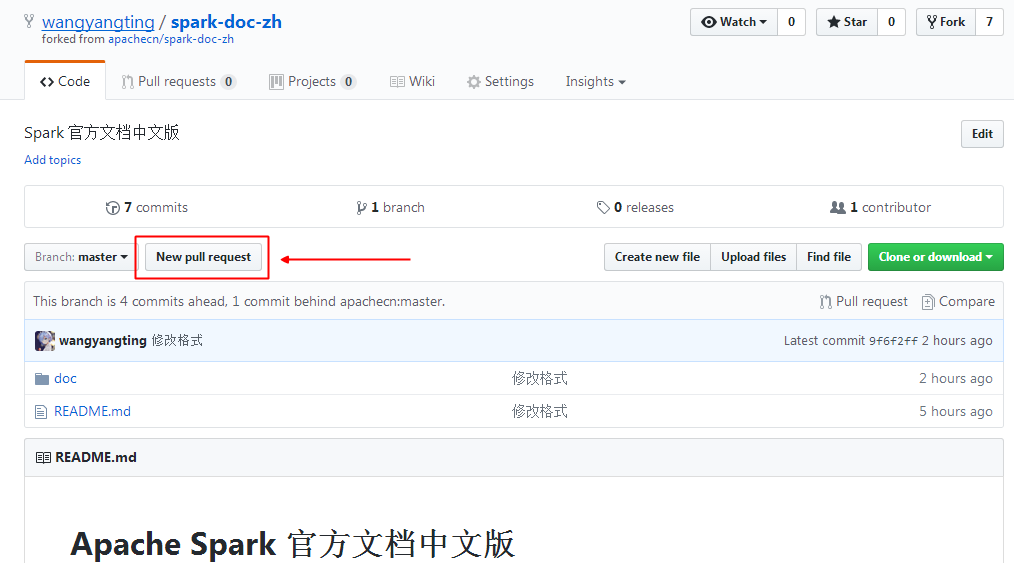 wangyangting / spark-doc-zh
forked from apachecn/spark-doc-zh
Watch 0 Star 0 Fork 7
Code Pull requests 0 Projects 0 Wiki Settings Insights
Spark 官方文档中文版
Edit
Add topics
7 commits 1 branch 0 releases 1 contributor
Branch: master New pull request Create new file Upload files Find file Clone or download
This branch is 4 commits ahead, 1 commit behind apachecn:master. Pull request Compare
wangyangting 修改格式 Latest commit 9f6f2ff 2 hours ago
doc 修改格式 2 hours ago
README.md 修改格式 5 hours ago
README.md
Apache Spark 官方文档中文版